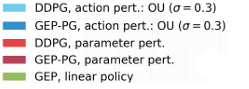 DDPG, action pert.: OU (σ = 0.3)
GEP-PG, action pert.: OU (σ = 0.3)
DDPG, parameter pert.
GEP-PG, parameter pert.
GEP, linear policy